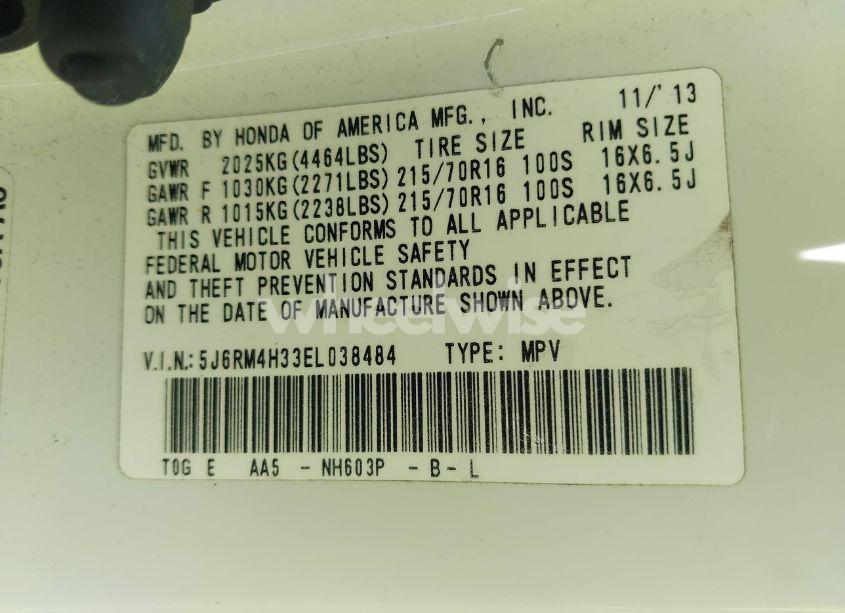 MFD. BY HONDA OF AMERICA MFG., INC. 11/'13
GVWR 2025KG(4464LBS) TIRE SIZE RIM SIZE
GAWR F 1030KG(2271LBS) 215/70R16 100S 16X6.5J
GAWR R 1015KG(2238LBS) 215/70R16 100S 16X6.5J
THIS VEHICLE CONFORMS TO ALL APPLICABLE
FEDERAL MOTOR VEHICLE SAFETY
AND THEFT PREVENTION STANDARDS IN EFFECT
ON THE DATE OF MANUFACTURE SHOWN ABOVE.
wheelwise
V.I.N.: 5J6RM4H33EL038484 TYPE: MPV
TOG E AA5 - NH603P - B - L